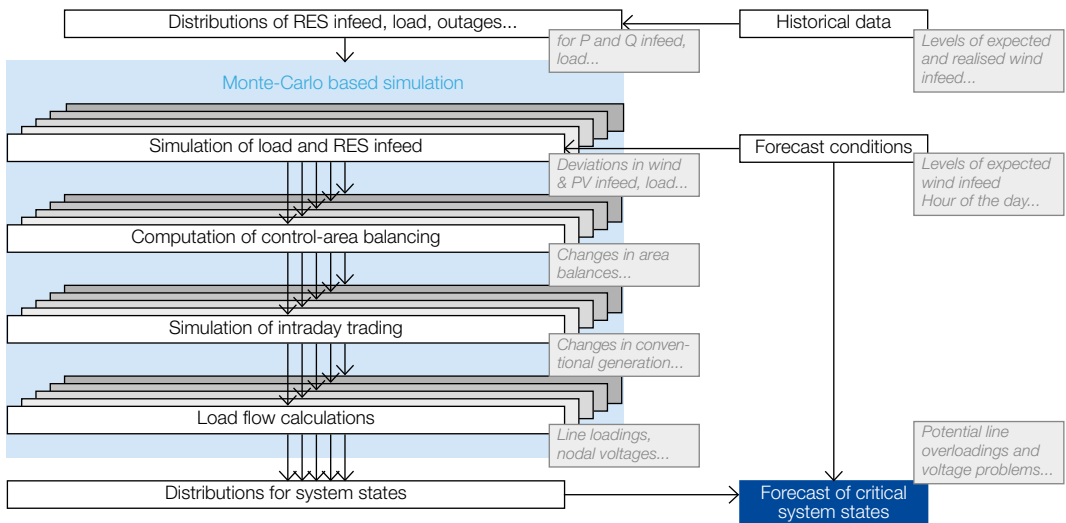 Distributions of RES infeed, load, outages...
Historical data
for P and Q infeed,
load...
Levels of expected
and realised wind
infeed...
Monte-Carlo based simulation
Simulation of load and RES infeed
Forecast conditions
Deviations in wind
& PV infeed, load...
Levels of expected
wind infeed
Hour of the day...
Computation of control-area balancing
Changes in area
balances...
Simulation of intraday trading
Changes in conven-
tional generation...
Load flow calculations
Line loadings,
nodal voltages...
Potential line
overloadings and
voltage problems...
Distributions for system states
Forecast of critical
system states